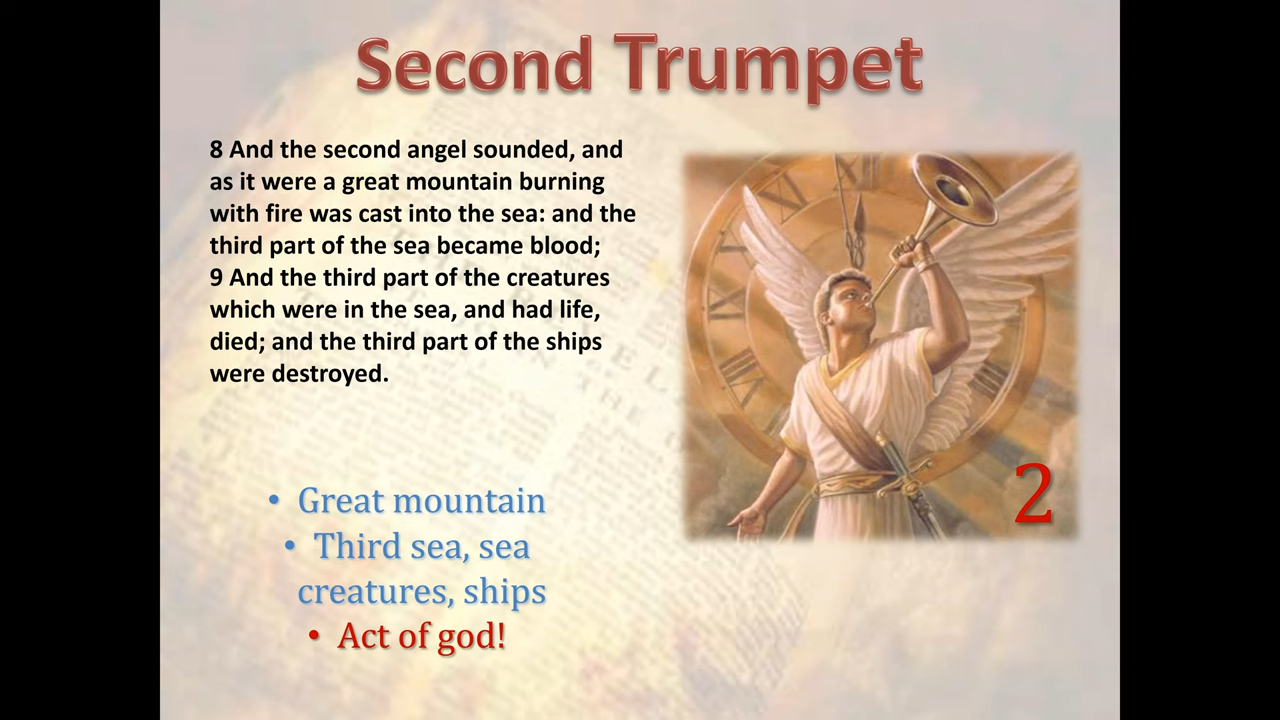 Second Trumpet
8 And the second angel sounded, and
as it were a great mountain burning
with fire was cast into the sea: and the
third part of the sea became blood;
9 And the third part of the creatures
which were in the sea, and had life,
died; and the third part of the ships
were destroyed.
• Great mountain
• Third sea, sea
creatures, ships
• Act of god!
2